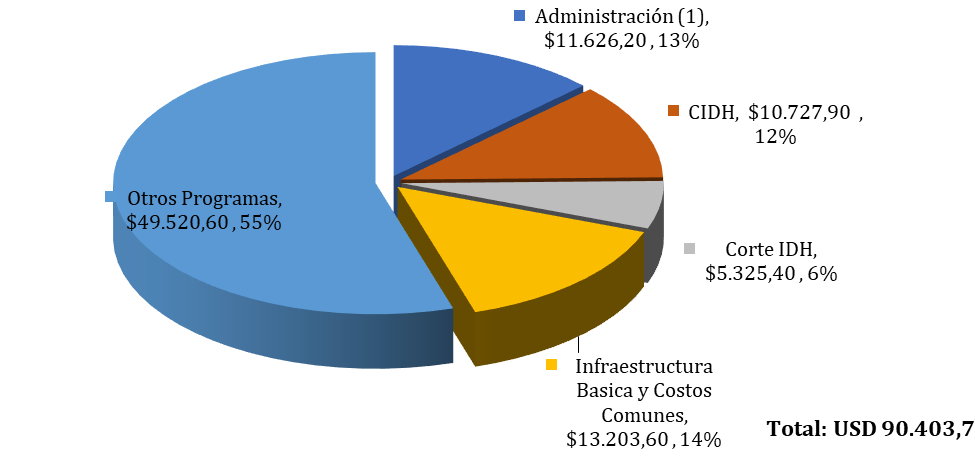 Administración (1),
$11.626,20 , 13%
CIDH,  $10.727,90 ,
12%
Otros Programas,
$49.520,60 , 55%
Corte IDH,
$5.325,40 , 6%
Infraestructura
Basica y Costos
Comunes,
$13.203,60 , 14%
Total: USD 90.403,7